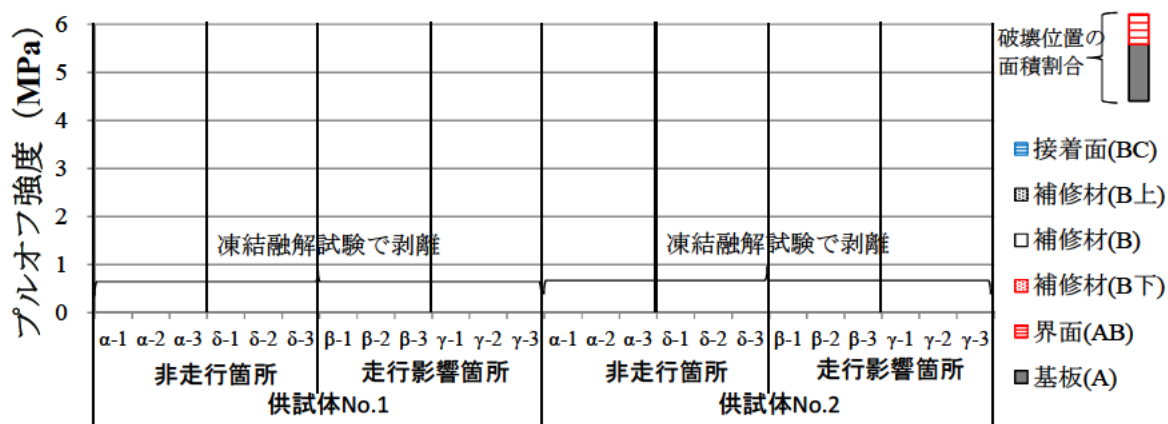 プルオフ強度（MPa）
6
5
4
3
2
1
0
凍結融解試験で剥離
凍結融解試験で剥離
α-1 α-2 α-3 δ-1 δ-2 δ-3 β-1 β-2 β-3 γ-1 γ-2 γ-3 α-1 α-2 α-3 δ-1 δ-2 δ-3 β-1 β-2 β-3 γ-1 γ-2 γ-3
非走行箇所 走行影響箇所 非走行箇所 走行影響箇所
供試体No.1 供試体No.2
破壊位置の
面積割合
接着面(BC)
補修材(B上)
補修材(B)
補修材(B下)
界面(AB)
基板(A)